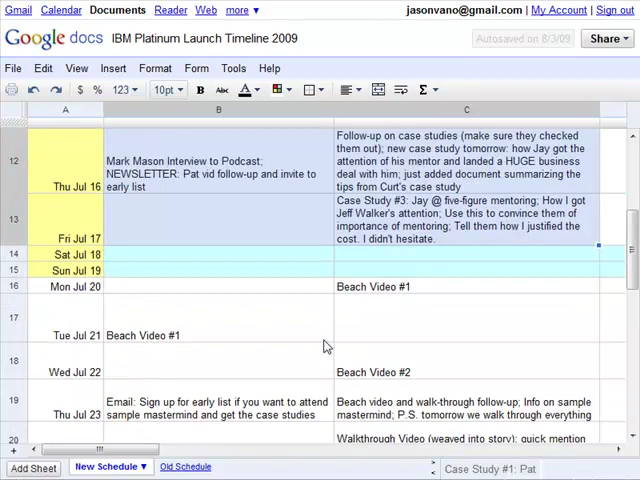 Gmail Calendar Documents Reader Web more ▼ jasonvano@gmail.com | My Account | Sign out
Google docs IBM Platinum Launch Timeline 2009 Autosaved on 8/3/09 Share
File Edit View Insert Format Form Tools Help
$ % 123 10pt B Abc A Σ
A B C
12 Thu Jul 16
Mark Mason Interview to Podcast;
NEWSLETTER: Pat vid follow-up and invite to
early list
Follow-up on case studies (make sure they checked
them out); new case study tomorrow: how Jay got the
attention of his mentor and landed a HUGE business
deal with him; just added document summarizing the
tips from Curt's case study
13 Fri Jul 17
Case Study #3: Jay @ five-figure mentoring; How I got
Jeff Walker's attention; Use this to convince them of
importance of mentoring; Tell them how I justified the
cost. I didn't hesitate.
14 Sat Jul 18
15 Sun Jul 19
16 Mon Jul 20 Beach Video #1
17 Tue Jul 21 Beach Video #1
18 Wed Jul 22 Beach Video #2
19 Thu Jul 23
Email: Sign up for early list if you want to attend
sample mastermind and get the case studies
Beach video and walk-through follow-up; Info on sample
mastermind; P.S. tomorrow we walk through everything
20 Walkthrough Video (weaved into story); quick mention
Add Sheet New Schedule ▼ Old Schedule Case Study #1: Pat